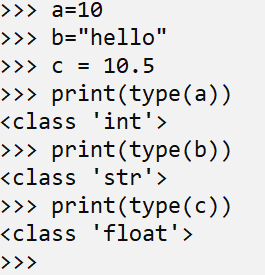 >>> a=10
>>> b="hello"
>>> c = 10.5
>>> print(type(a))
<class 'int'>
>>> print(type(b))
<class 'str'>
>>> print(type(c))
<class 'float'>
>>>